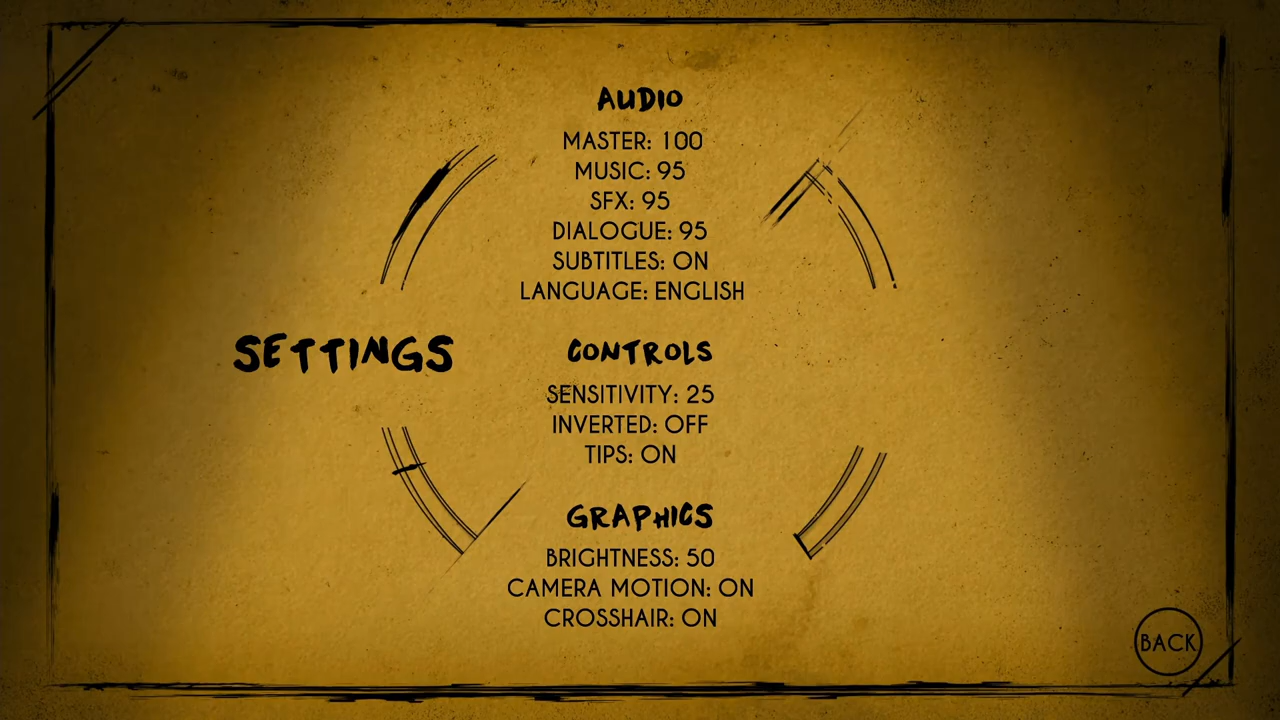 AUDIO
MASTER: 100
MUSIC: 95
SFX: 95
DIALOGUE: 95
SUBTITLES: ON
LANGUAGE: ENGLISH
SETTINGS
CONTROLS
SENSITIVITY: 25
INVERTED: OFF
TIPS: ON
GRAPHICS
BRIGHTNESS: 50
CAMERA MOTION: ON
CROSSHAIR: ON
BACK